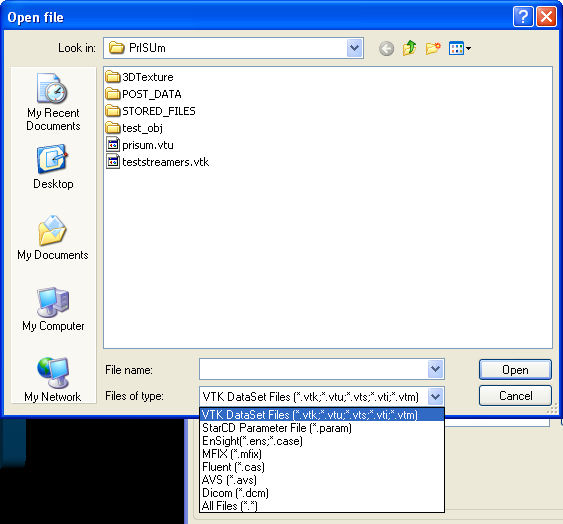 Open file
Look in: PrISUm
My Recent
Documents
Desktop
My Documents
My Computer
My Network
3DTexture
POST_DATA
STORED_FILES
test_obj
prisum.vtu
teststreamers.vtk
File name:
Open
Files of type: VTK DataSet Files (*.vtk;*.vtu;*.vts;*.vti;*.vtm)
Cancel
VTK DataSet Files (*.vtk;*.vtu;*.vts;*.vti;*.vtm)
StarCD Parameter File (*.param)
EnSight(*.ens;*.case)
MFIX (*.mfix)
Fluent (*.cas)
AVS (*.avs)
Dicom (*.dcm)
All Files (*.*)